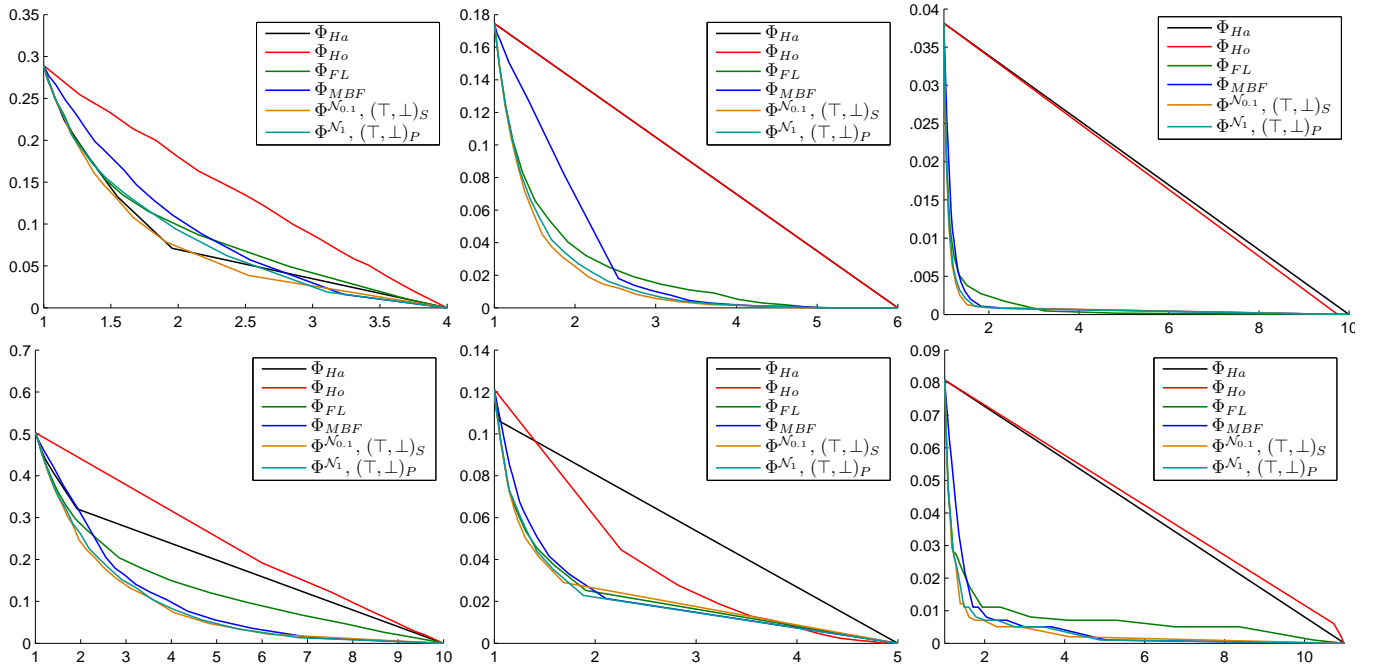 0.35
0.3
0.25
0.2
0.15
0.1
0.05
0
1 1.5 2 2.5 3 3.5 4
Φ_{Ha}
Φ_{Ho}
Φ_{FL}
Φ_{MBF}
Φ^{𝒩_{0.1}}, (⊤,⊥)_S
Φ^{𝒩_1}, (⊤,⊥)_P
0.18
0.16
0.14
0.12
0.1
0.08
0.06
0.04
0.02
0
1 2 3 4 5 6
Φ_{Ha}
Φ_{Ho}
Φ_{FL}
Φ_{MBF}
Φ^{𝒩_{0.1}}, (⊤,⊥)_S
Φ^{𝒩_1}, (⊤,⊥)_P
0.04
0.035
0.03
0.025
0.02
0.015
0.01
0.005
0
2 4 6 8 10
Φ_{Ha}
Φ_{Ho}
Φ_{FL}
Φ_{MBF}
Φ^{𝒩_{0.1}}, (⊤,⊥)_S
Φ^{𝒩_1}, (⊤,⊥)_P
0.7
0.6
0.5
0.4
0.3
0.2
0.1
0
1 2 3 4 5 6 7 8 9 10
Φ_{Ha}
Φ_{Ho}
Φ_{FL}
Φ_{MBF}
Φ^{𝒩_{0.1}}, (⊤,⊥)_S
Φ^{𝒩_1}, (⊤,⊥)_P
0.14
0.12
0.1
0.08
0.06
0.04
0.02
0
1 2 3 4 5
Φ_{Ha}
Φ_{Ho}
Φ_{FL}
Φ_{MBF}
Φ^{𝒩_{0.1}}, (⊤,⊥)_S
Φ^{𝒩_1}, (⊤,⊥)_P
0.09
0.08
0.07
0.06
0.05
0.04
0.03
0.02
0.01
0
2 4 6 8 10
Φ_{Ha}
Φ_{Ho}
Φ_{FL}
Φ_{MBF}
Φ^{𝒩_{0.1}}, (⊤,⊥)_S
Φ^{𝒩_1}, (⊤,⊥)_P